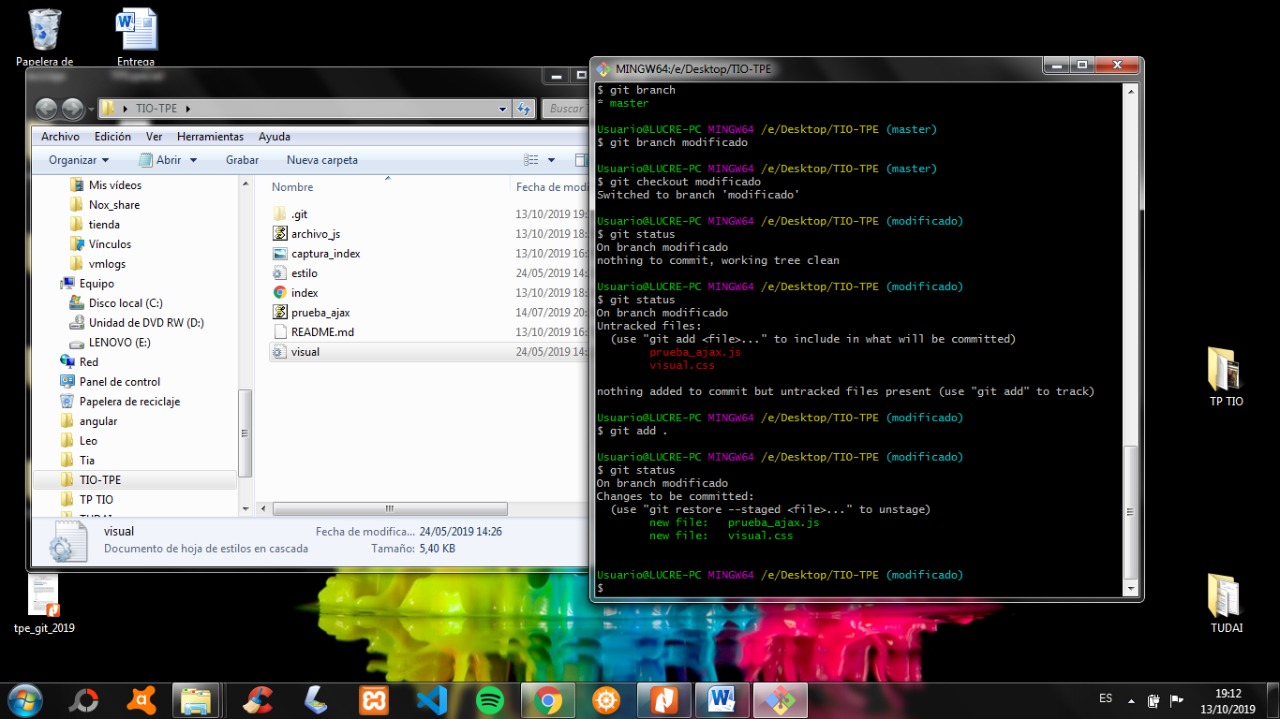 Papelera de
Entrega
TIO-TPE
Buscar
Archivo Edición Ver Herramientas Ayuda
Organizar Abrir Grabar Nueva carpeta
Mis vídeos
Nox_share
tienda
Vínculos
vmlogs
Equipo
Disco local (C:)
Unidad de DVD RW (D:)
LENOVO (E:)
Red
Panel de control
Papelera de reciclaje
angular
Leo
Tia
TIO-TPE
TP TIO
TUDAI
Nombre Fecha de modi
.git 13/10/2019 19:
archivo_js 13/10/2019 18:
captura_index 13/10/2019 16:
estilo 24/05/2019 14:
index 13/10/2019 18:
prueba_ajax 14/07/2019 20:
README.md 13/10/2019 16:
visual 24/05/2019 14:
visual Fecha de modifica... 24/05/2019 14:26
Documento de hoja de estilos en cascada Tamaño: 5,40 KB
MINGW64:/e/Desktop/TIO-TPE
$ git branch
* master
Usuario@LUCRE-PC MINGW64 /e/Desktop/TIO-TPE (master)
$ git branch modificado
Usuario@LUCRE-PC MINGW64 /e/Desktop/TIO-TPE (master)
$ git checkout modificado
Switched to branch 'modificado'
Usuario@LUCRE-PC MINGW64 /e/Desktop/TIO-TPE (modificado)
$ git status
On branch modificado
nothing to commit, working tree clean
Usuario@LUCRE-PC MINGW64 /e/Desktop/TIO-TPE (modificado)
$ git status
On branch modificado
Untracked files:
(use "git add <file>..." to include in what will be committed)
prueba_ajax.js
visual.css
nothing added to commit but untracked files present (use "git add" to track)
Usuario@LUCRE-PC MINGW64 /e/Desktop/TIO-TPE (modificado)
$ git add .
Usuario@LUCRE-PC MINGW64 /e/Desktop/TIO-TPE (modificado)
$ git status
On branch modificado
Changes to be committed:
(use "git restore --staged <file>..." to unstage)
new file: prueba_ajax.js
new file: visual.css
Usuario@LUCRE-PC MINGW64 /e/Desktop/TIO-TPE (modificado)
$
TP TIO
TUDAI
tpe_git_2019
ES
19:12
13/10/2019